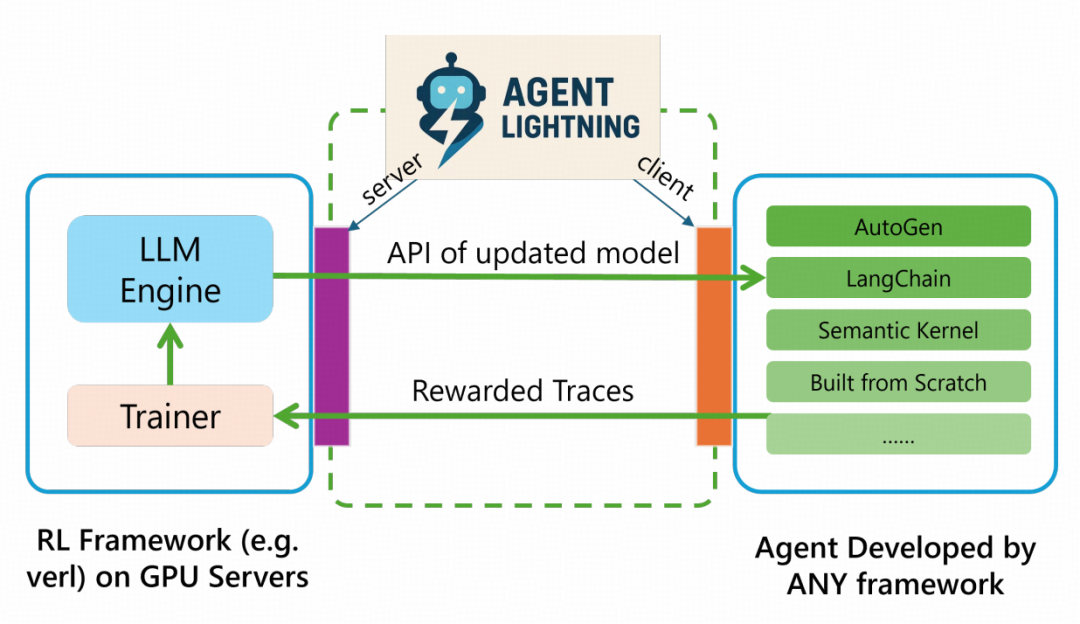 AGENT
LIGHTNING
server
client
LLM
Engine
Trainer
API of updated model
Rewarded Traces
AutoGen
LangChain
Semantic Kernel
Built from Scratch
......
RL Framework (e.g.
verl) on GPU Servers
Agent Developed by
ANY framework